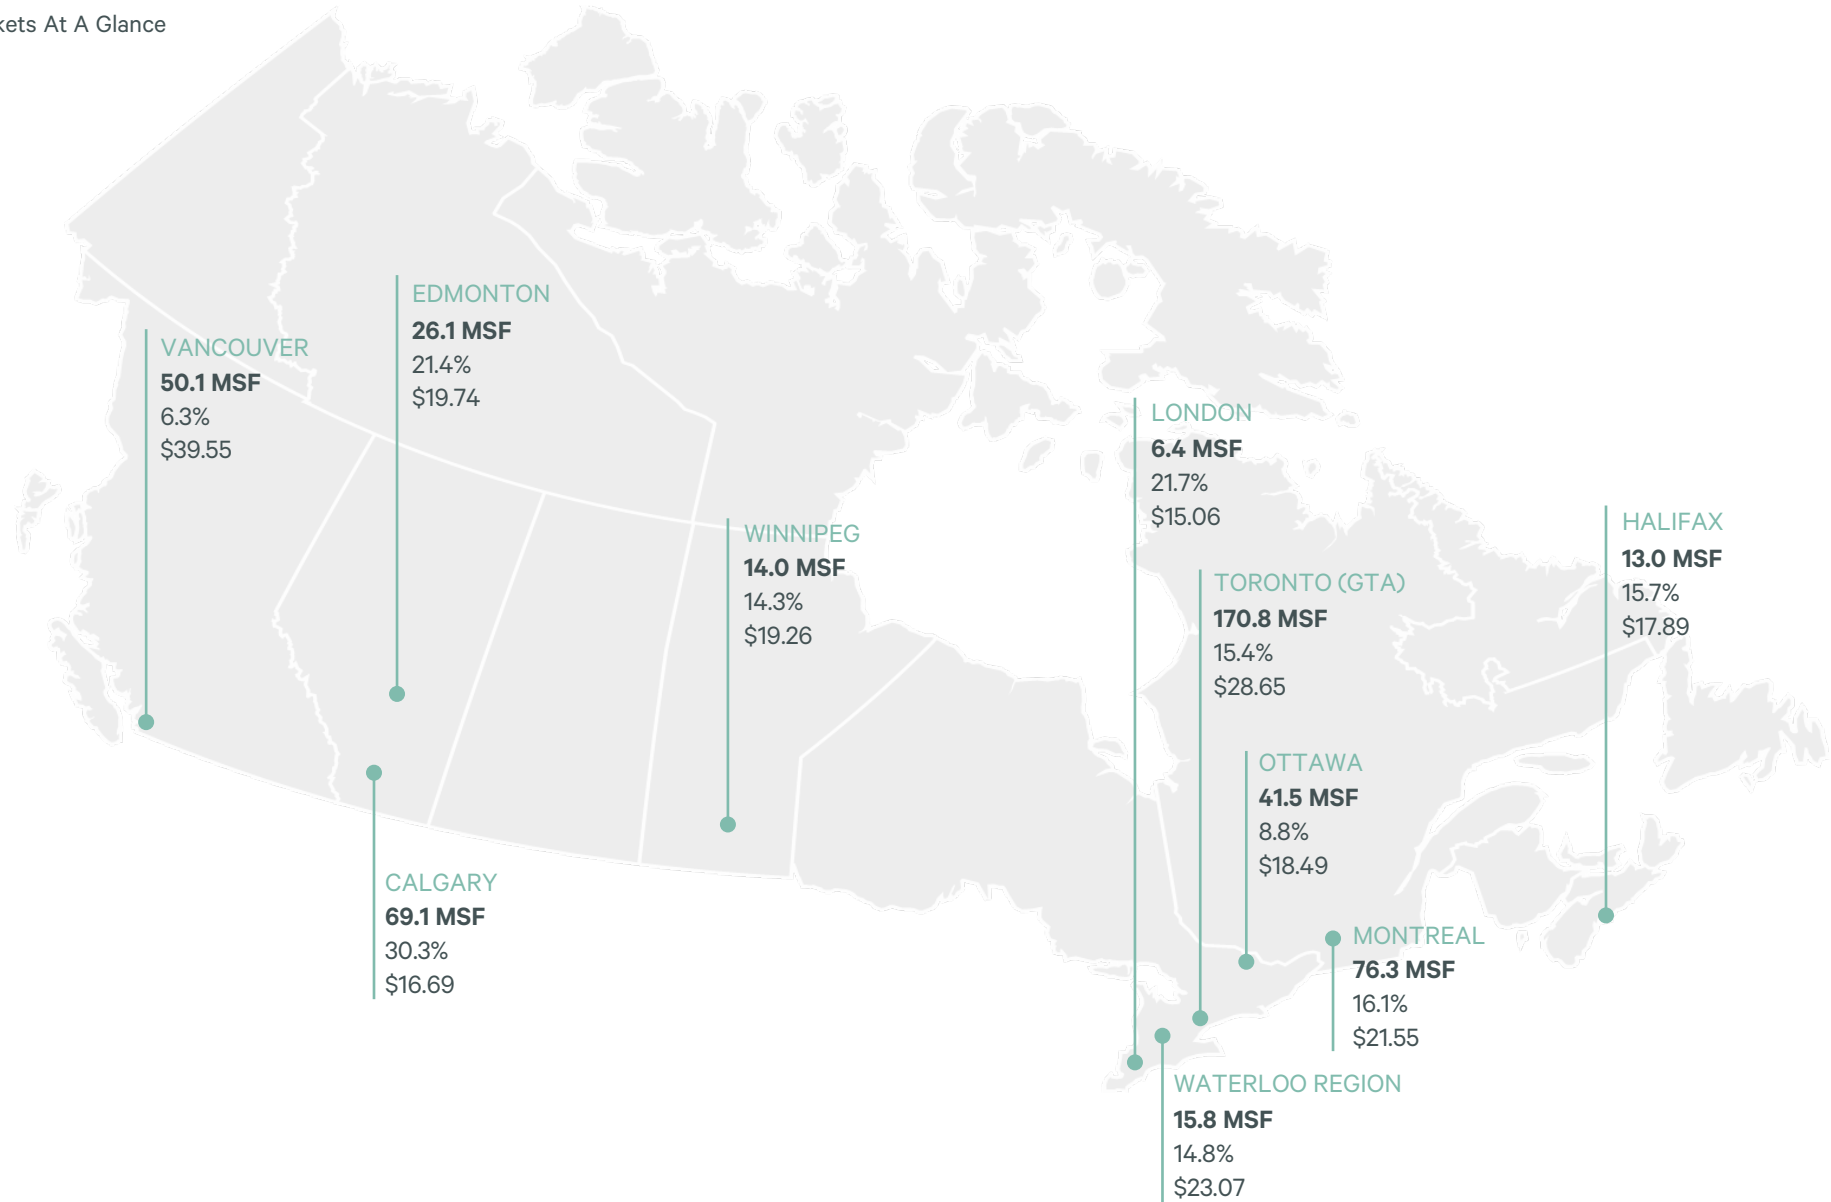 At A Glance
EDMONTON
26.1 MSF
21.4%
$19.74
VANCOUVER
50.1 MSF
6.3%
$39.55
LONDON
6.4 MSF
21.7%
$15.06
WINNIPEG
14.0 MSF
14.3%
$19.26
HALIFAX
13.0 MSF
15.7%
$17.89
TORONTO (GTA)
170.8 MSF
15.4%
$28.65
OTTAWA
41.5 MSF
8.8%
$18.49
CALGARY
69.1 MSF
30.3%
$16.69
MONTREAL
76.3 MSF
16.1%
$21.55
WATERLOO REGION
15.8 MSF
14.8%
$23.07